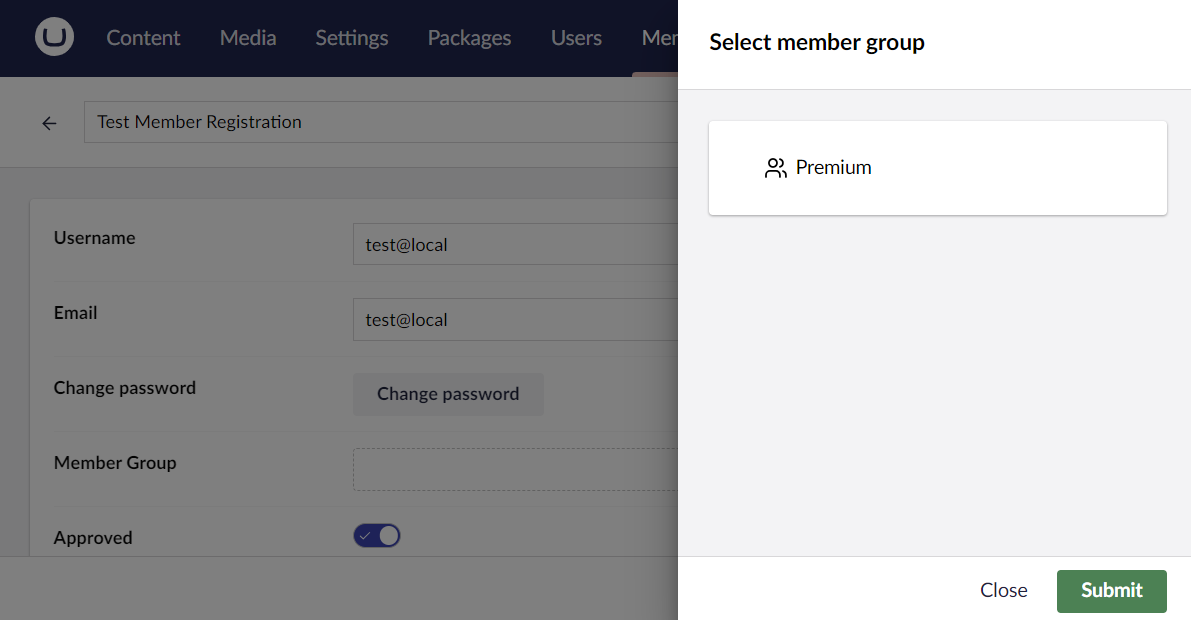 Content Media Settings Packages Users
Select member group
Test Member Registration
Premium
Username
test@local
Email
test@local
Change password
Change password
Member Group
Approved
Close
Submit